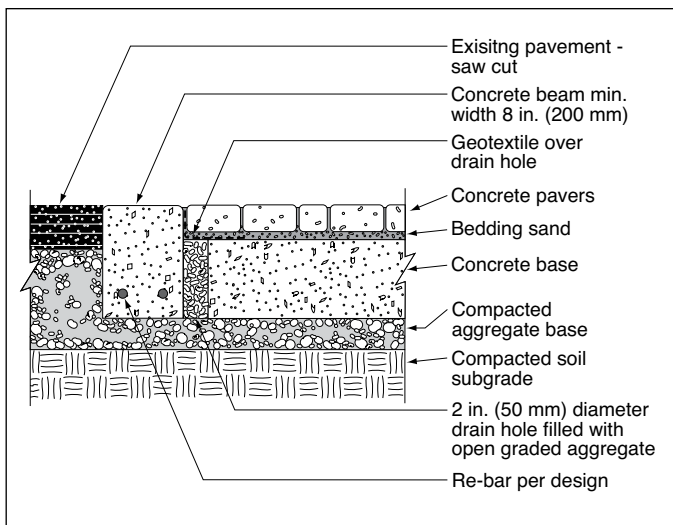 Exisitng pavement -
saw cut
Concrete beam min.
width 8 in. (200 mm)
Geotextile over
drain hole
Concrete pavers
Bedding sand
Concrete base
Compacted
aggregate base
Compacted soil
subgrade
2 in. (50 mm) diameter
drain hole filled with
open graded aggregate
Re-bar per design